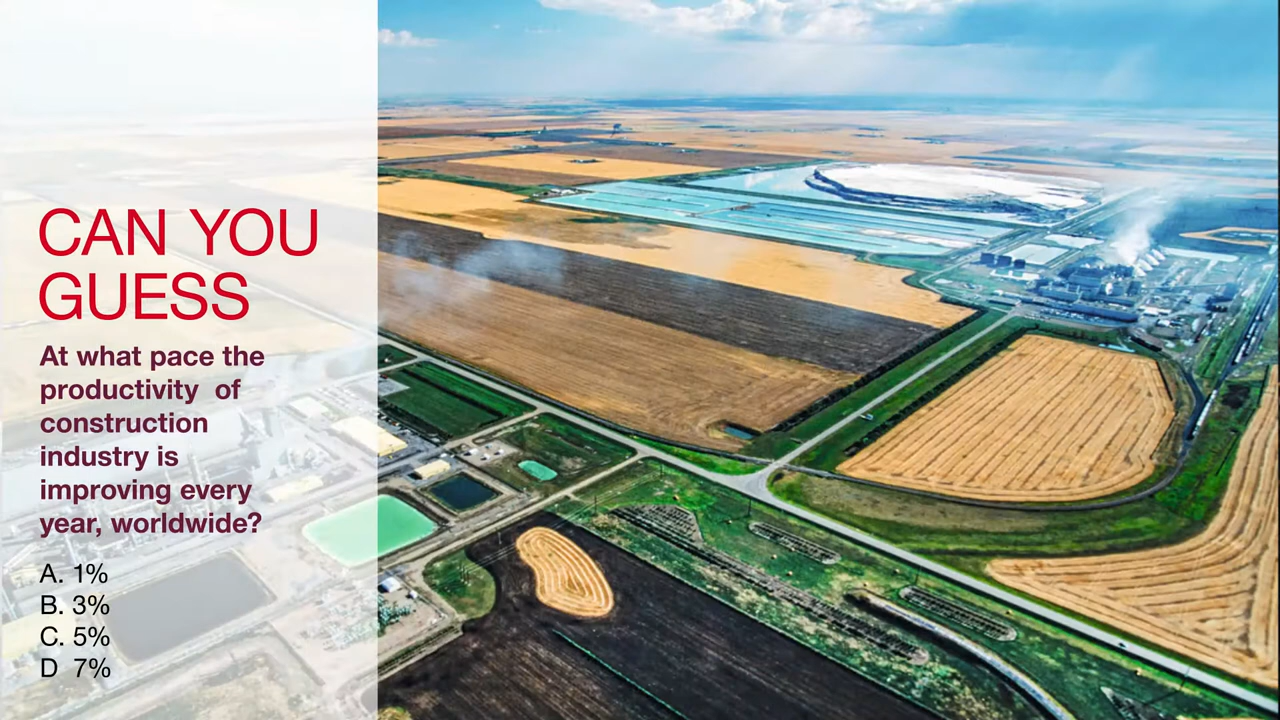 CAN YOU
GUESS
At what pace the
productivity  of
construction
industry is
improving every
year, worldwide?
A. 1%
B. 3%
C. 5%
D  7%